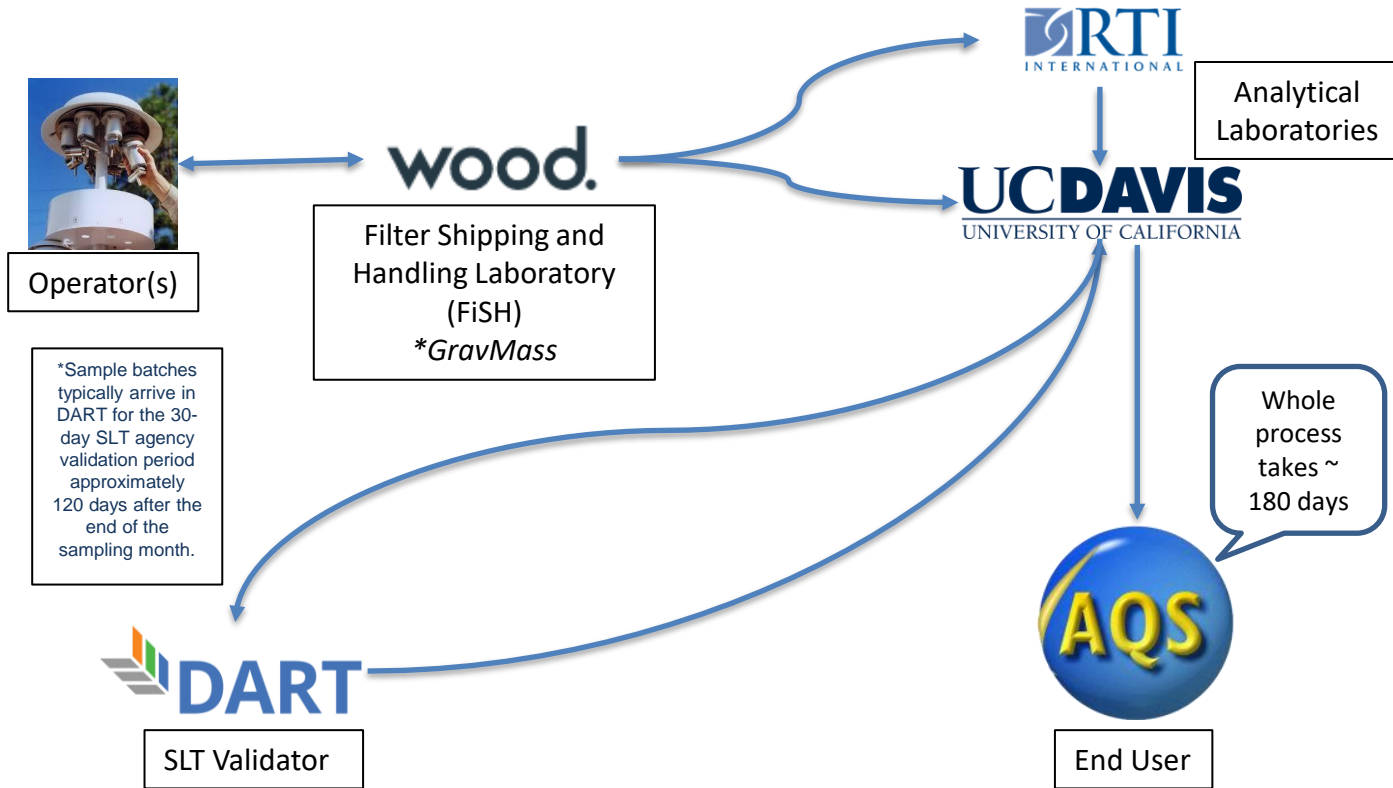 RTI
INTERNATIONAL
Analytical
Laboratories
wood.
UCDAVIS
UNIVERSITY OF CALIFORNIA
Operator(s)
Filter Shipping and
Handling Laboratory
(FiSH)
*GravMass
*Sample batches
typically arrive in
DART for the 30-
day SLT agency
validation period
approximately
120 days after the
end of the
sampling month.
Whole
process
takes ~
180 days
AQS
DART
SLT Validator
End User